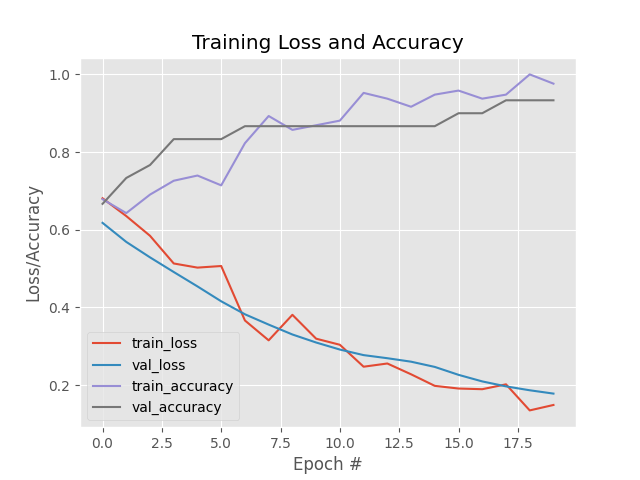 Training Loss and Accuracy
Loss/Accuracy
1.0
0.8
0.6
0.4
0.2
train_loss
val_loss
train_accuracy
val_accuracy
0.0 2.5 5.0 7.5 10.0 12.5 15.0 17.5
Epoch #